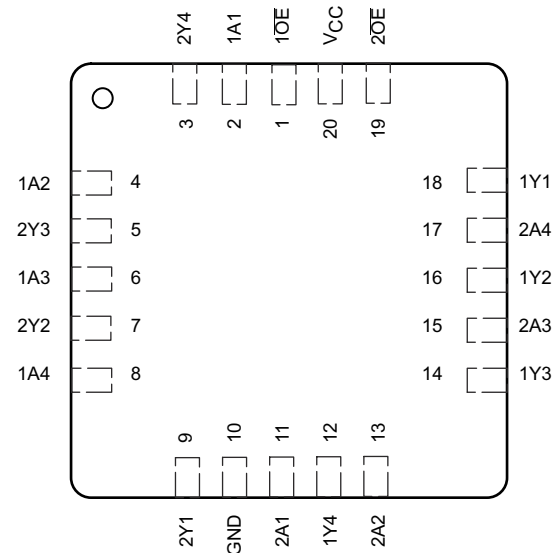 2Y4 1A1 1O̅E̅ VCC 2O̅E̅
3 2 1 20 19
1A2 4 18 1Y1
2Y3 5 17 2A4
1A3 6 16 1Y2
2Y2 7 15 2A3
1A4 8 14 1Y3
9 10 11 12 13
2Y1 GND 2A1 1Y4 2A2